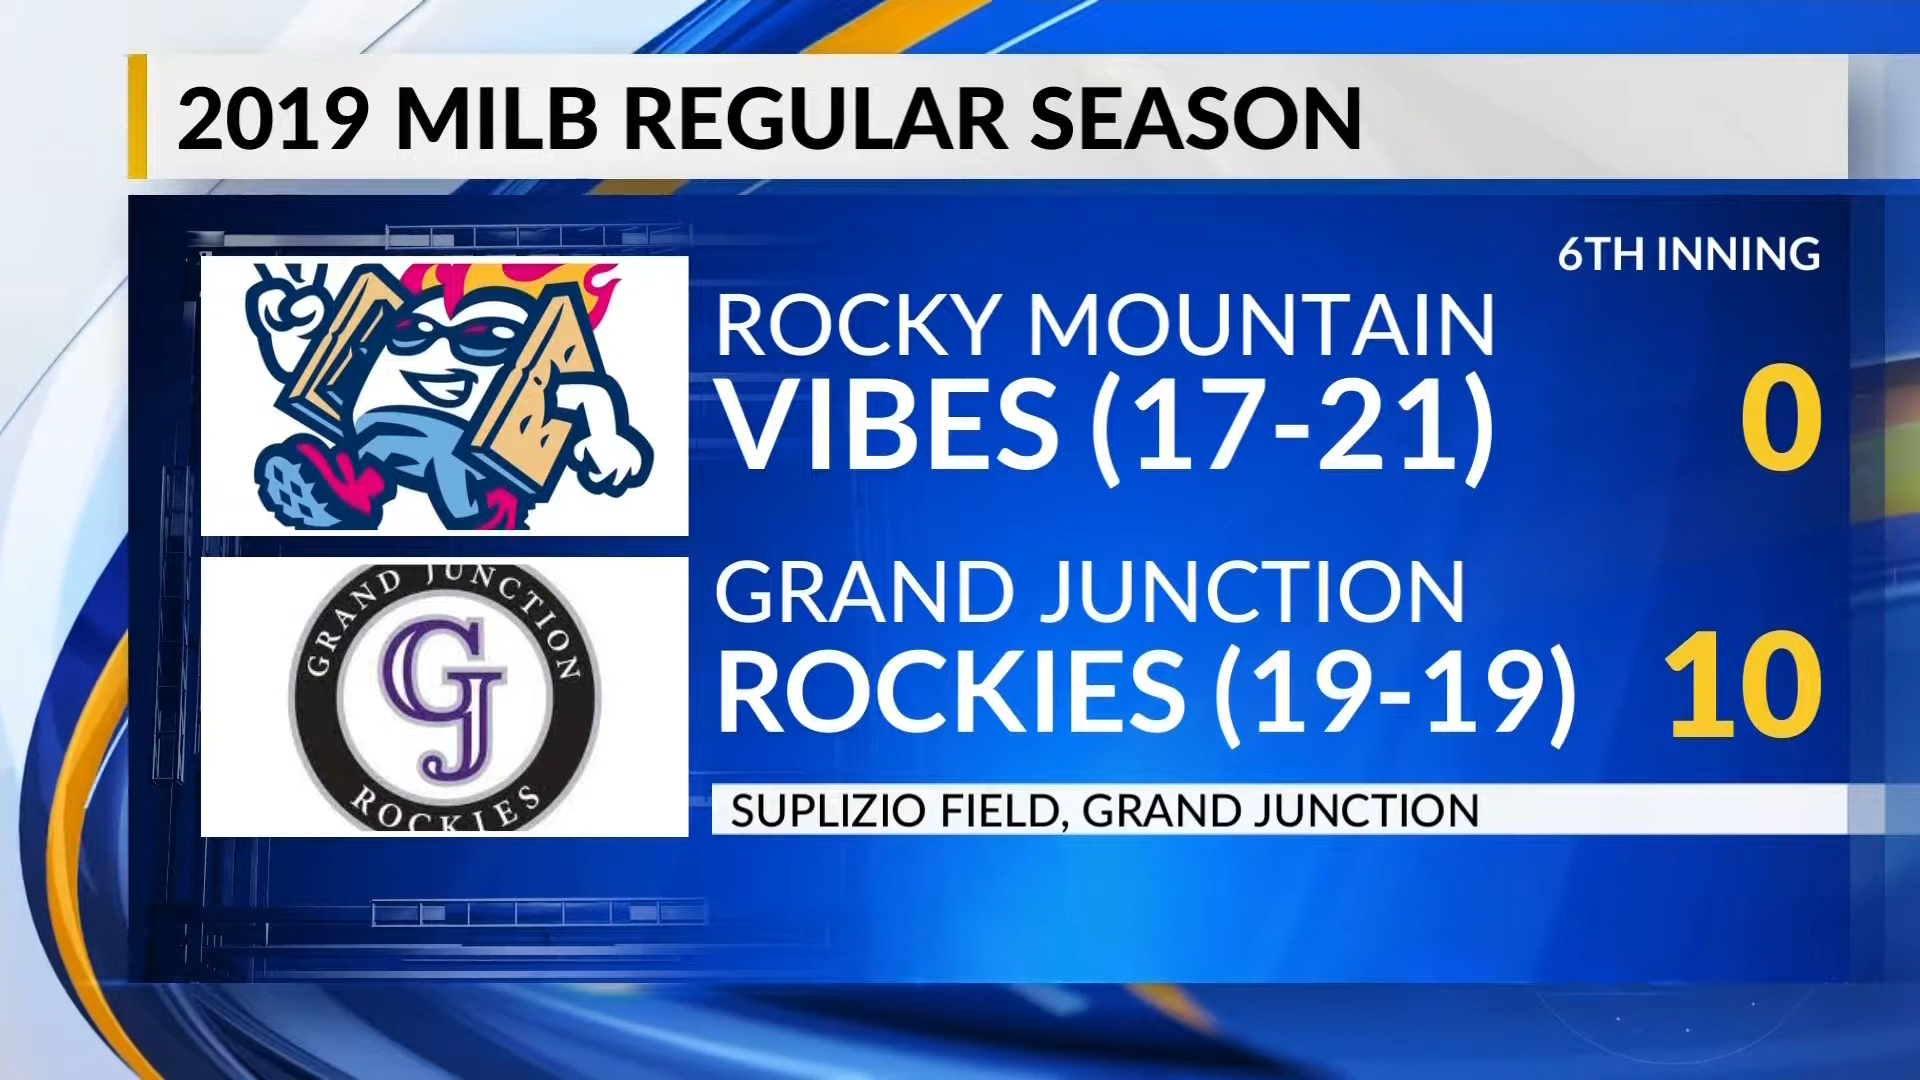 2019 MILB REGULAR SEASON
6TH INNING
ROCKY MOUNTAIN
VIBES (17-21)
0
GRAND JUNCTION
ROCKIES
GJ
GRAND JUNCTION
ROCKIES (19-19)
10
SUPLIZIO FIELD, GRAND JUNCTION